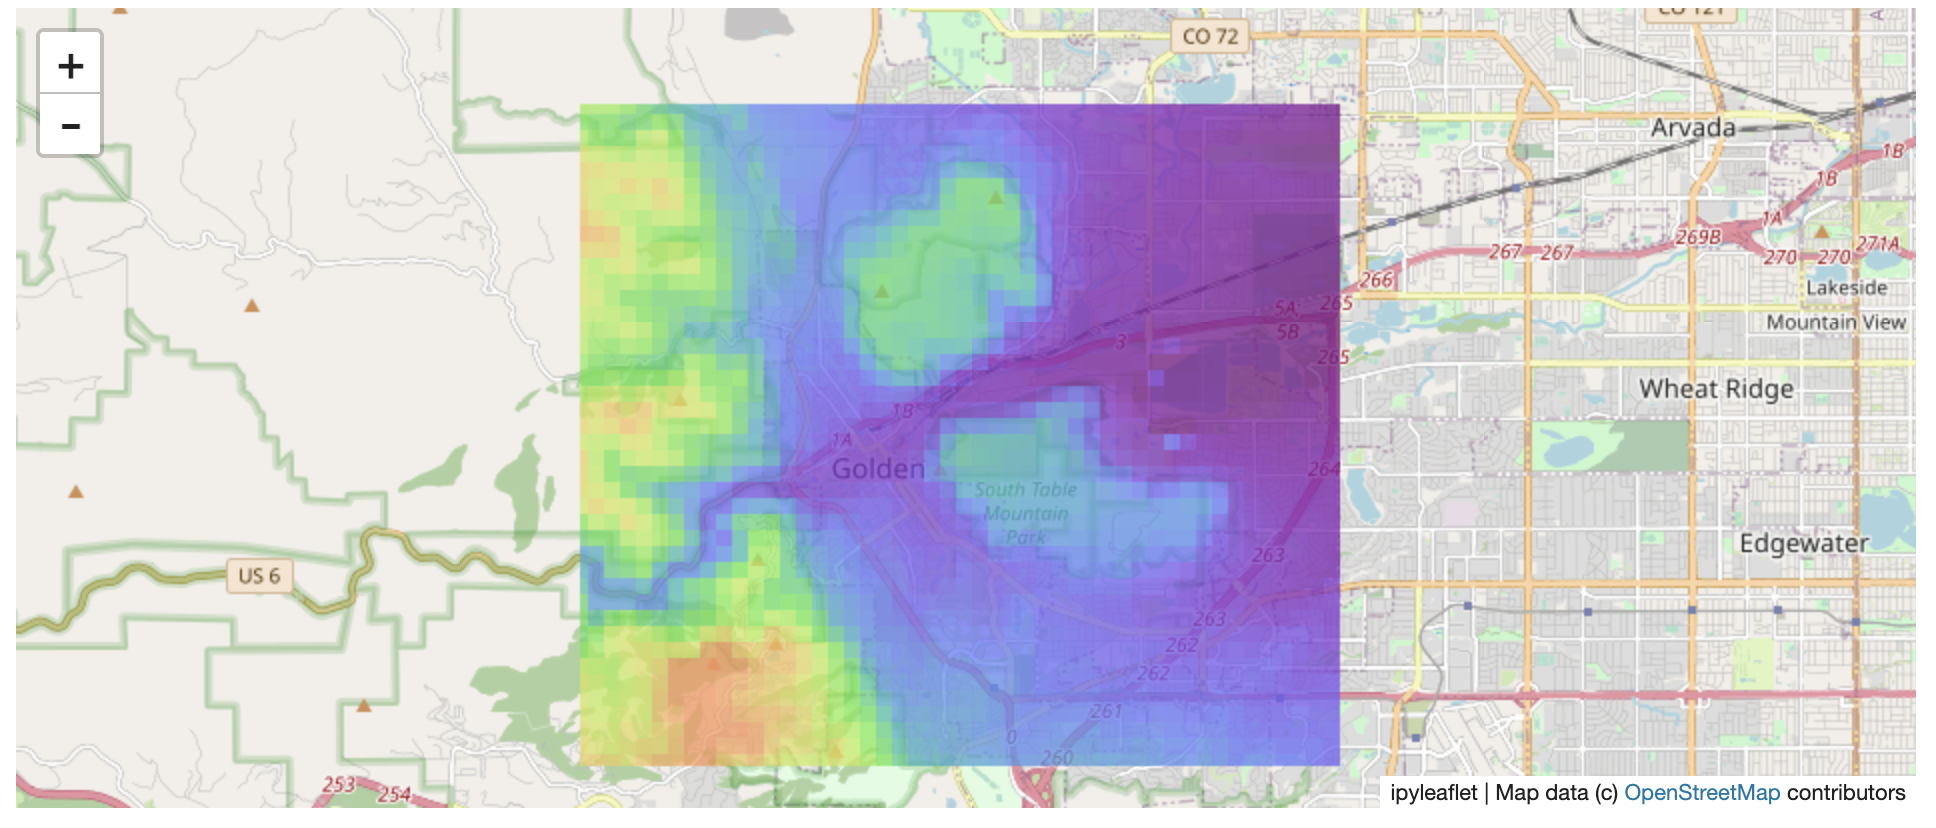 CO 72
CO 121
+
-
Arvada
1B
1B
1A
269B
271A
267
267
270
270
266
Lakeside
5A;
5B
265
3
Mountain View
265
Wheat Ridge
1B
1A
Golden
264
South Table
Mountain
Park
Edgewater
263
US 6
263
262
262
261
0
260
253
254
ipyleaflet | Map data (c) OpenStreetMap contributors